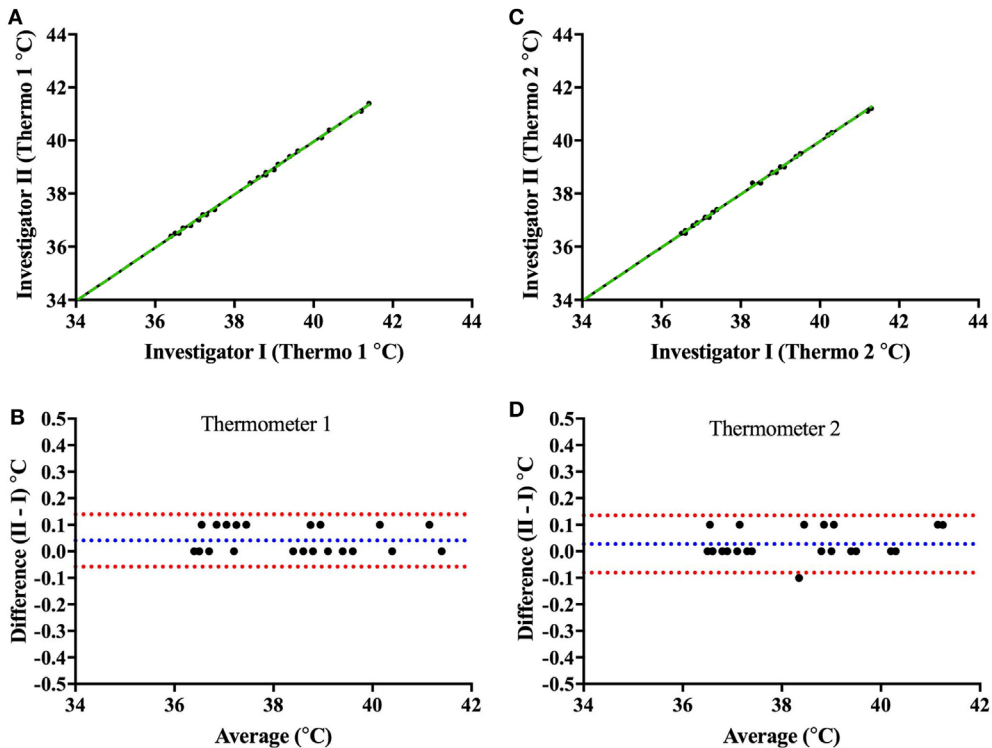 A
44
42
40
38
36
34
34 36 38 40 42 44
Investigator II (Thermo 1 °C)
Investigator I (Thermo 1 °C)
C
44
42
40
38
36
34
34 36 38 40 42 44
Investigator II (Thermo 2 °C)
Investigator I (Thermo 2 °C)
B
Thermometer 1
0.5
0.4
0.3
0.2
0.1
0.0
-0.1
-0.2
-0.3
-0.4
-0.5
34 36 38 40 42
Difference (II - I) °C
Average (°C)
D
Thermometer 2
0.5
0.4
0.3
0.2
0.1
0.0
-0.1
-0.2
-0.3
-0.4
-0.5
34 36 38 40 42
Difference (II - I) °C
Average (°C)